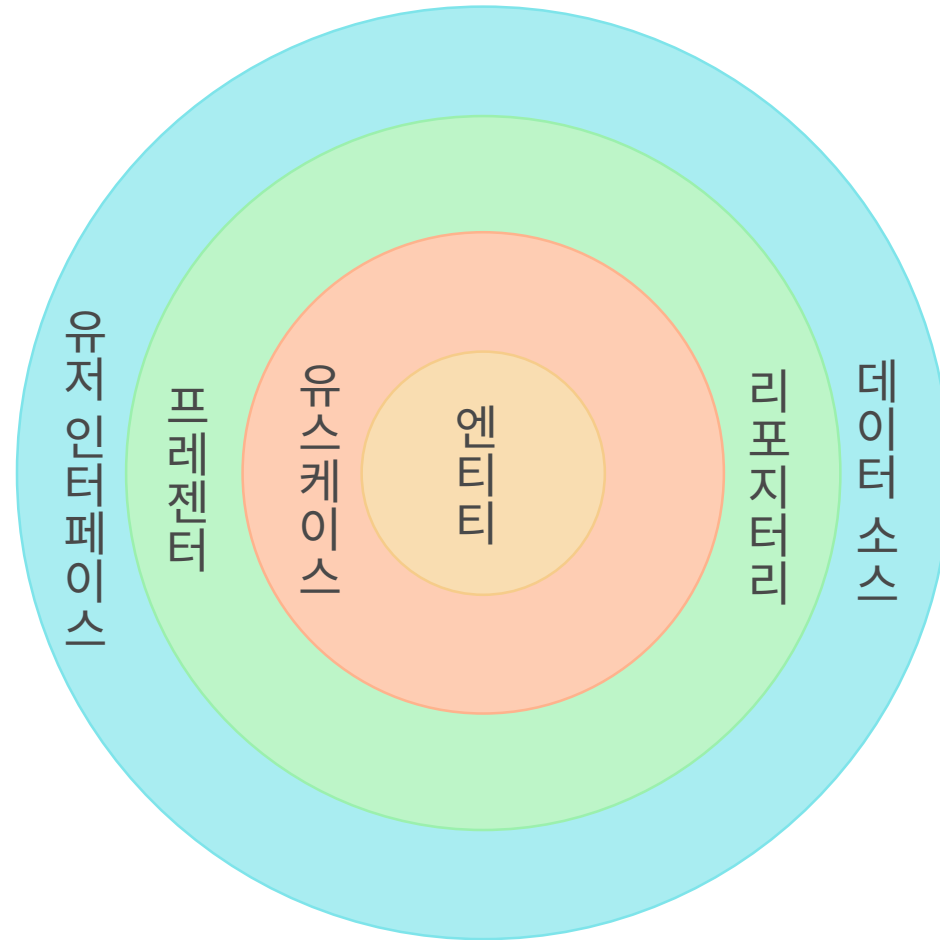 유저 인터페이스
프레젠터
유스케이스
엔티티
리포지터리
데이터 소스